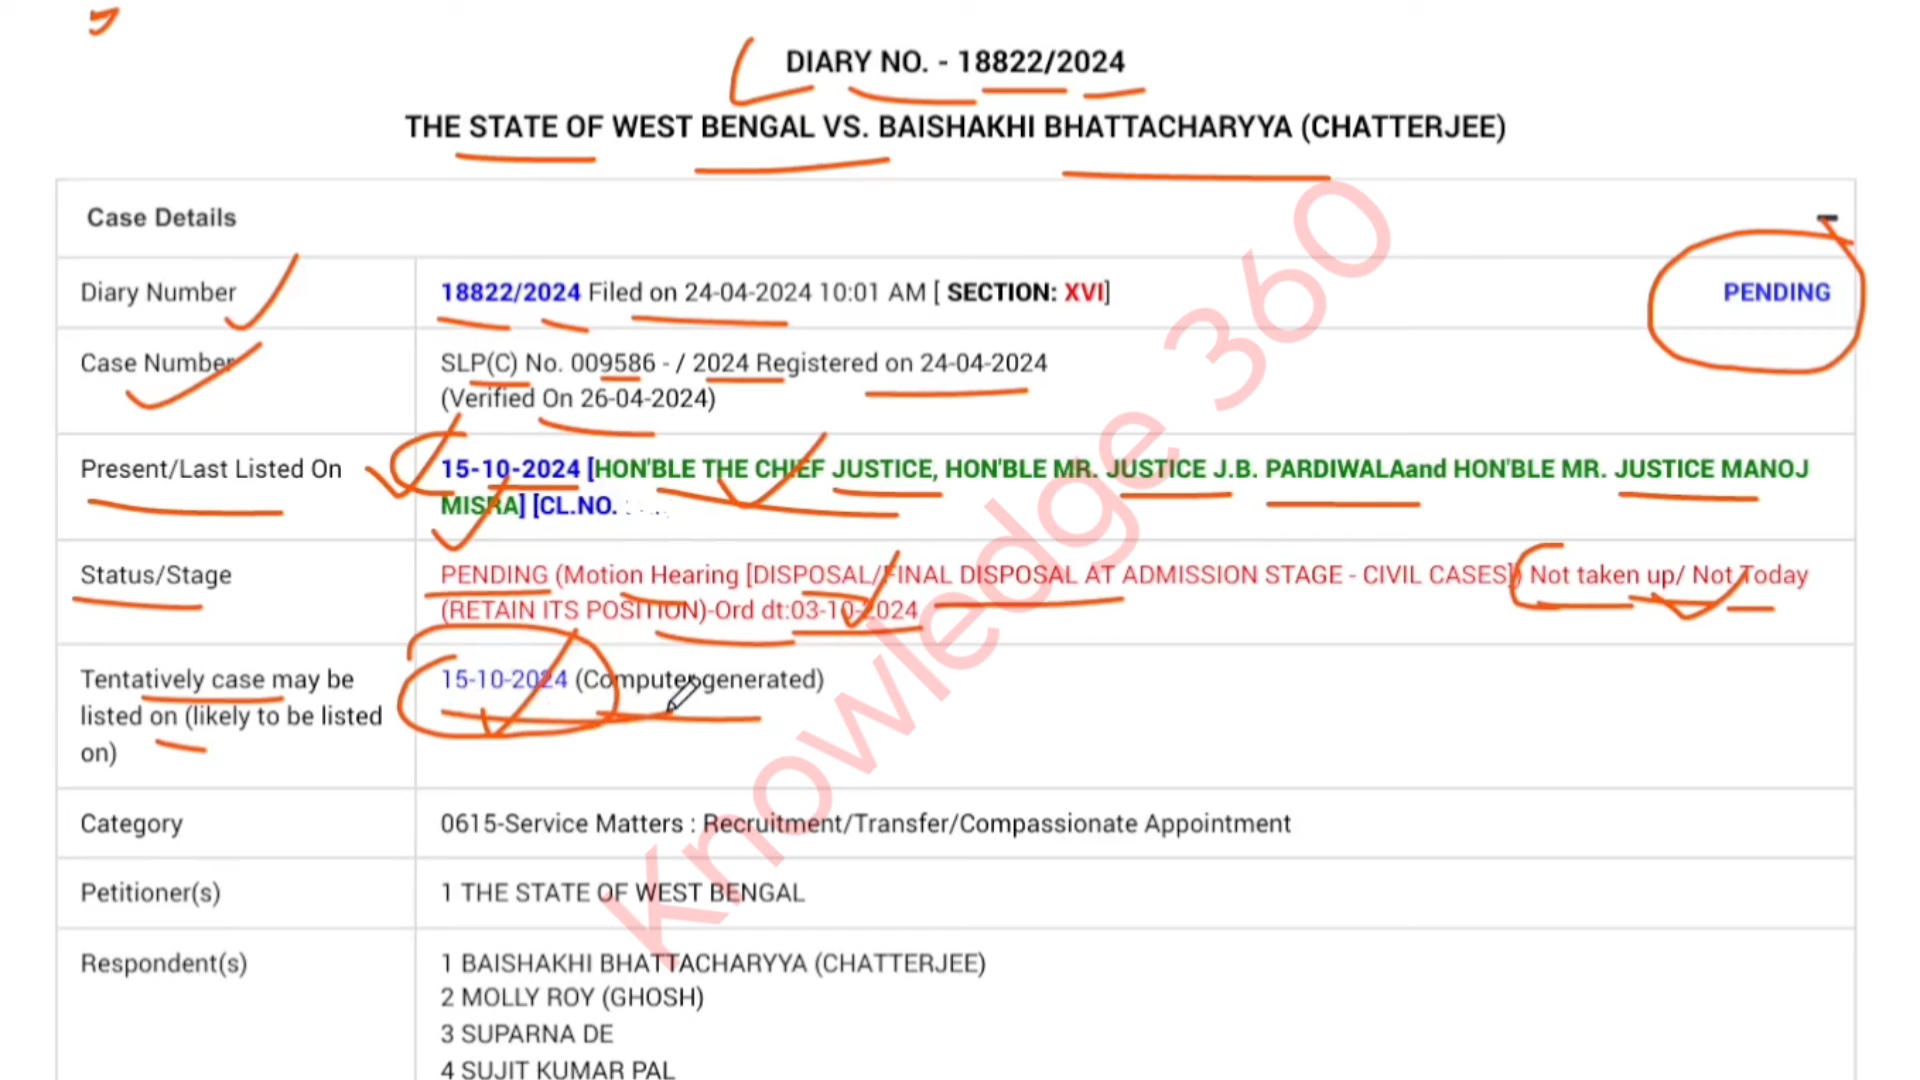 DIARY NO. - 18822/2024
THE STATE OF WEST BENGAL VS. BAISHAKHI BHATTACHARYYA (CHATTERJEE)
Case Details
Diary Number
18822/2024 Filed on 24-04-2024 10:01 AM [ SECTION: XVI]
PENDING
Case Number
SLP(C) No. 009586 - / 2024 Registered on 24-04-2024
(Verified On 26-04-2024)
Present/Last Listed On
15-10-2024 [HON'BLE THE CHIEF JUSTICE, HON'BLE MR. JUSTICE J.B. PARDIWALAand HON'BLE MR. JUSTICE MANOJ
MISRA] [CL.NO.
Status/Stage
PENDING (Motion Hearing [DISPOSAL/FINAL DISPOSAL AT ADMISSION STAGE - CIVIL CASES]) Not taken up/ Not Today
(RETAIN ITS POSITION)-Ord dt:03-10-2024
Tentatively case may be
listed on (likely to be listed
on)
15-10-2024 (Computer generated)
Category
0615-Service Matters : Recruitment/Transfer/Compassionate Appointment
Petitioner(s)
1 THE STATE OF WEST BENGAL
Respondent(s)
1 BAISHAKHI BHATTACHARYYA (CHATTERJEE)
2 MOLLY ROY (GHOSH)
3 SUPARNA DE
4 SUJIT KUMAR PAL
Knowledge 360